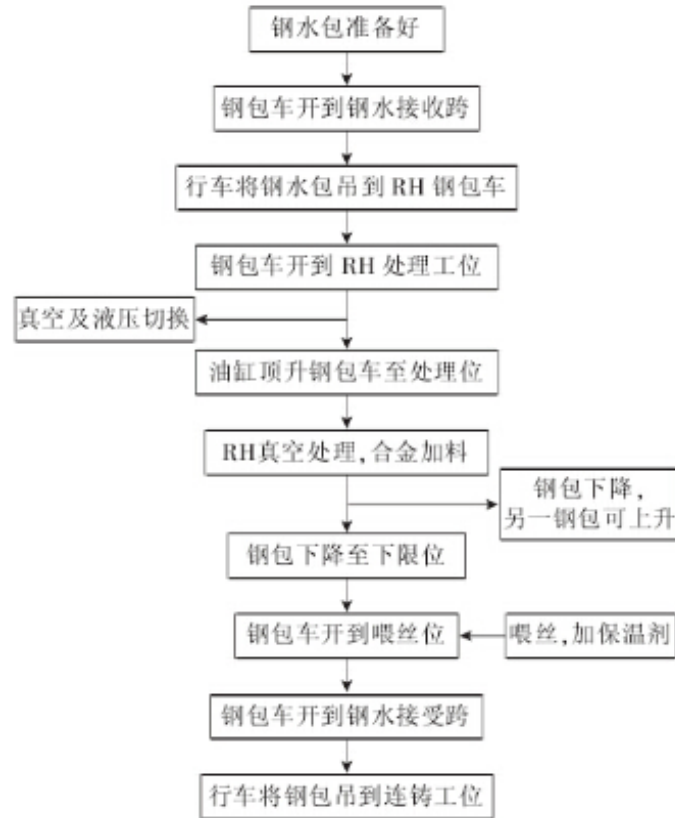 钢水包准备好
钢包车开到钢水接收跨
行车将钢水包吊到 RH 钢包车
钢包车开到 RH 处理工位
真空及液压切换
油缸顶升钢包车至处理位
RH真空处理,合金加料
钢包下降,
另一钢包可上升
钢包下降至下限位
钢包车开到喂丝位
喂丝,加保温剂
钢包车开到钢水接受跨
行车将钢包吊到连铸工位